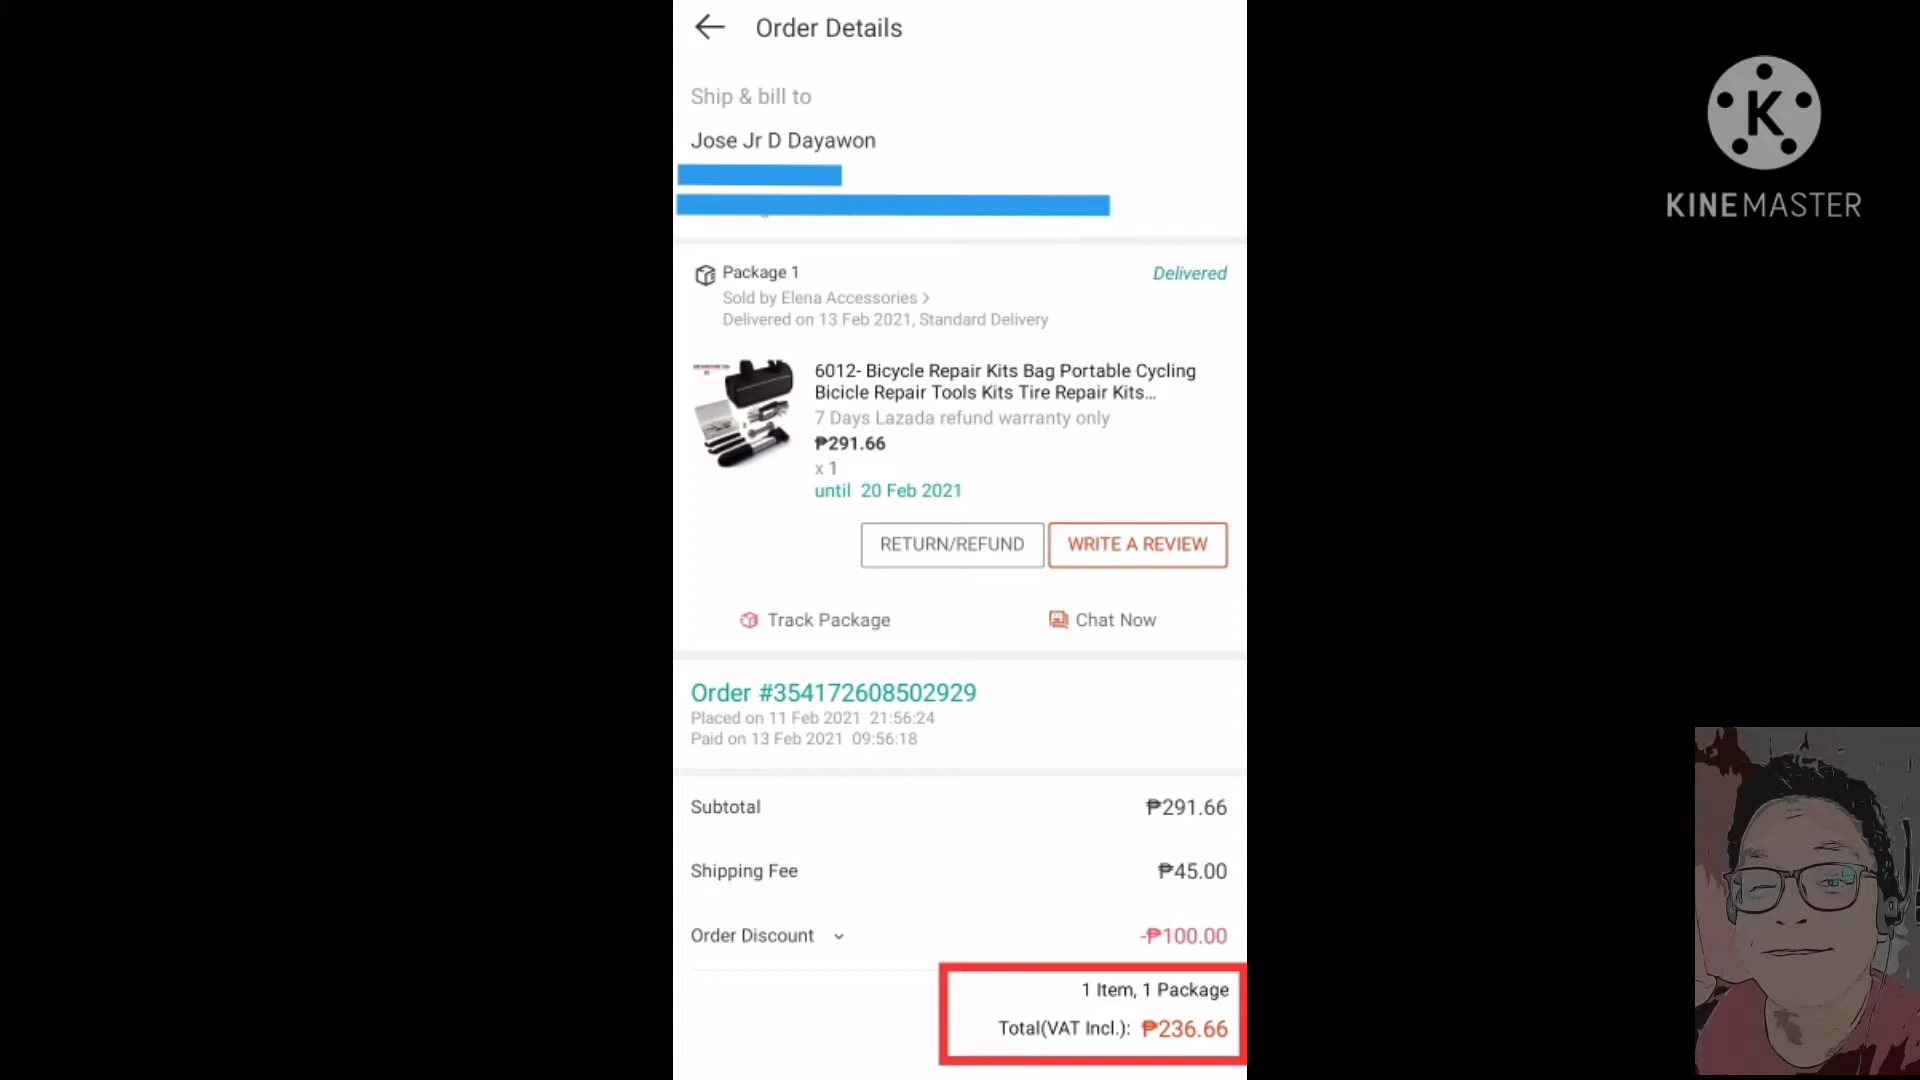 Order Details
Ship & bill to
Jose Jr D Dayawon
Package 1
Delivered
Sold by Elena Accessories >
Delivered on 13 Feb 2021, Standard Delivery
6012- Bicycle Repair Kits Bag Portable Cycling
Bicicle Repair Tools Kits Tire Repair Kits...
7 Days Lazada refund warranty only
₱291.66
x 1
until 20 Feb 2021
RETURN/REFUND
WRITE A REVIEW
Track Package
Chat Now
Order #354172608502929
Placed on 11 Feb 2021 21:56:24
Paid on 13 Feb 2021 09:56:18
Subtotal
₱291.66
Shipping Fee
₱45.00
Order Discount
-₱100.00
1 Item, 1 Package
Total(VAT Incl.): ₱236.66
K
KINEMASTER